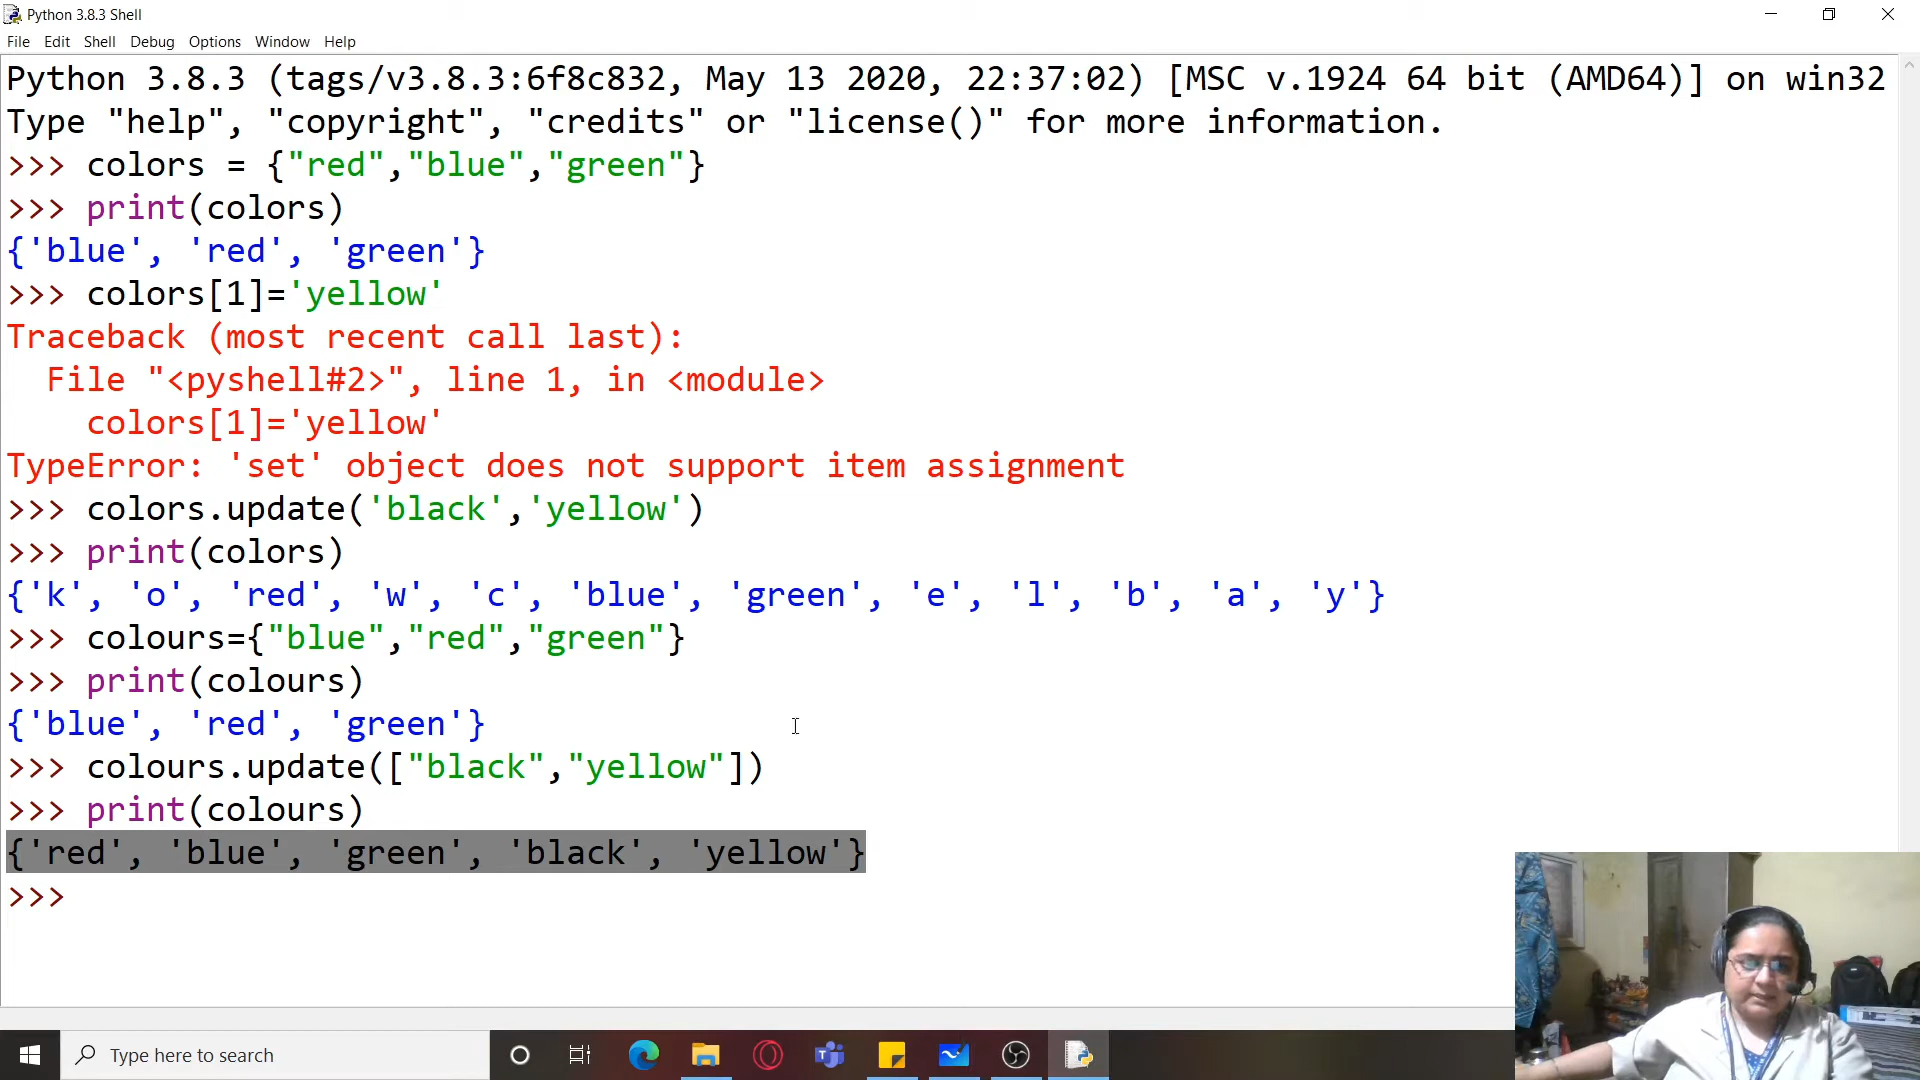 Python 3.8.3 Shell
File Edit Shell Debug Options Window Help
Python 3.8.3 (tags/v3.8.3:6f8c832, May 13 2020, 22:37:02) [MSC v.1924 64 bit (AMD64)] on win32
Type "help", "copyright", "credits" or "license()" for more information.
>>> colors = {"red","blue","green"}
>>> print(colors)
{'blue', 'red', 'green'}
>>> colors[1]='yellow'
Traceback (most recent call last):
  File "<pyshell#2>", line 1, in <module>
    colors[1]='yellow'
TypeError: 'set' object does not support item assignment
>>> colors.update('black','yellow')
>>> print(colors)
{'k', 'o', 'red', 'w', 'c', 'blue', 'green', 'e', 'l', 'b', 'a', 'y'}
>>> colours={"blue","red","green"}
>>> print(colours)
{'blue', 'red', 'green'}
>>> colours.update(["black","yellow"])
>>> print(colours)
{'red', 'blue', 'green', 'black', 'yellow'}
>>>
Type here to search